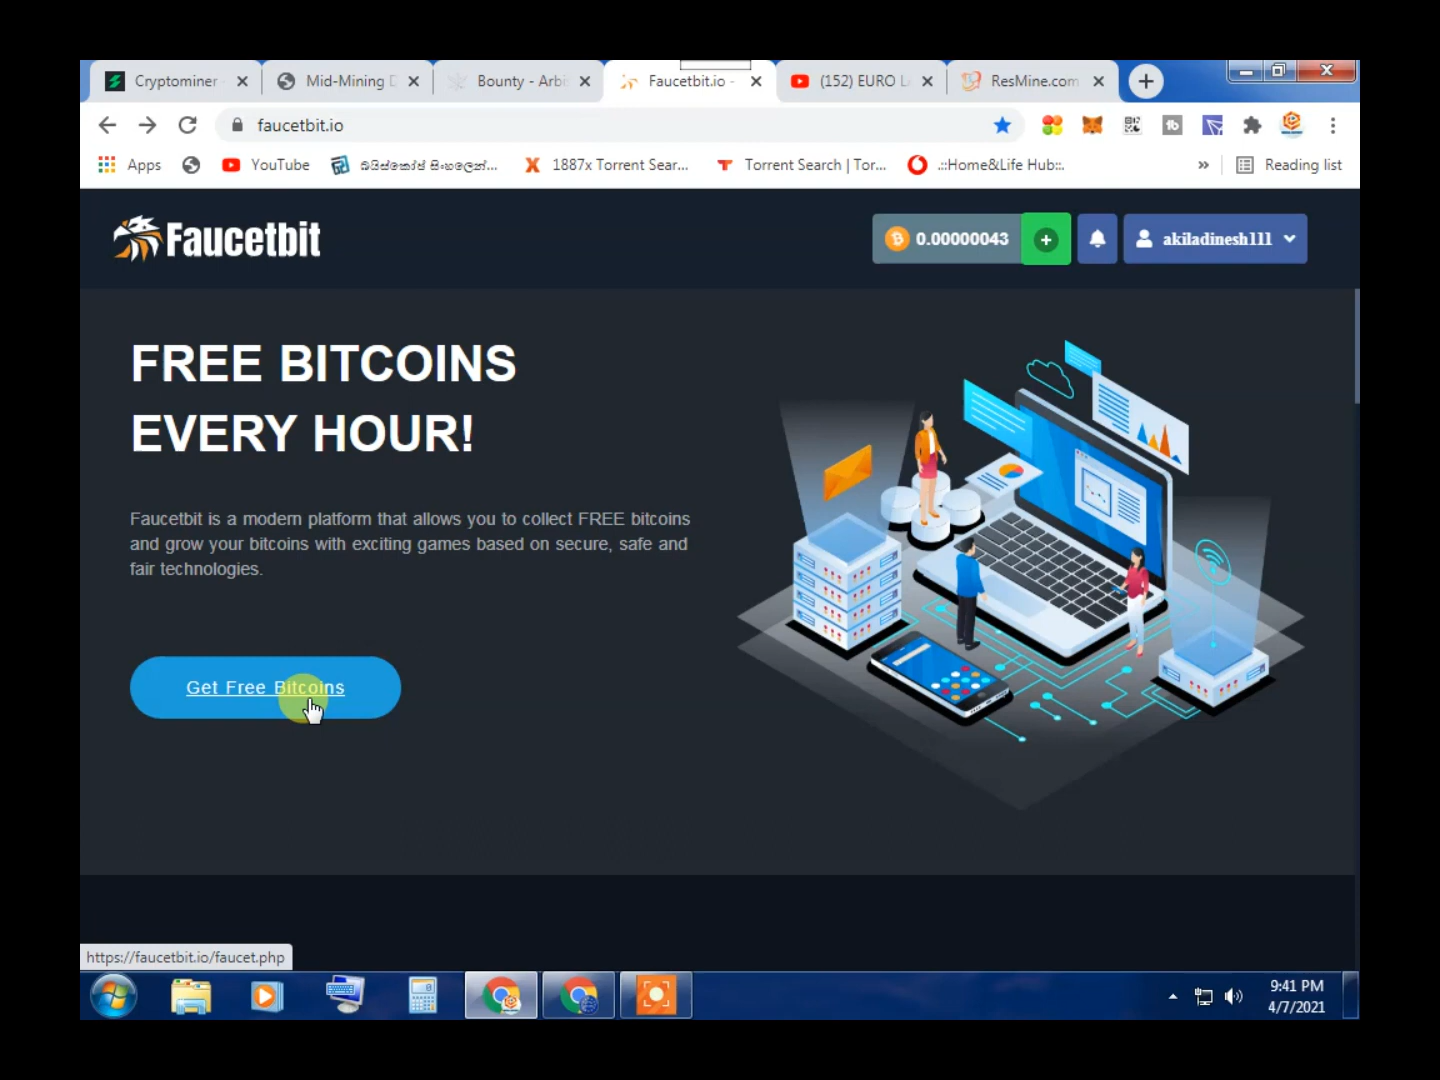 Cryptominer
Mid-Mining D
Bounty - Arbi
Faucetbit.io -
(152) EURO L
ResMine.com
faucetbit.io
Apps
YouTube
බයිස්කෝප් සිංහලෙන්...
1887x Torrent Sear...
Torrent Search | Tor...
.::Home&Life Hub::.
»
Reading list
Faucetbit
0.00000043
akiladinesh111
FREE BITCOINS
EVERY HOUR!
Faucetbit is a modern platform that allows you to collect FREE bitcoins
and grow your bitcoins with exciting games based on secure, safe and
fair technologies.
Get Free Bitcoins
https://faucetbit.io/faucet.php
9:41 PM
4/7/2021